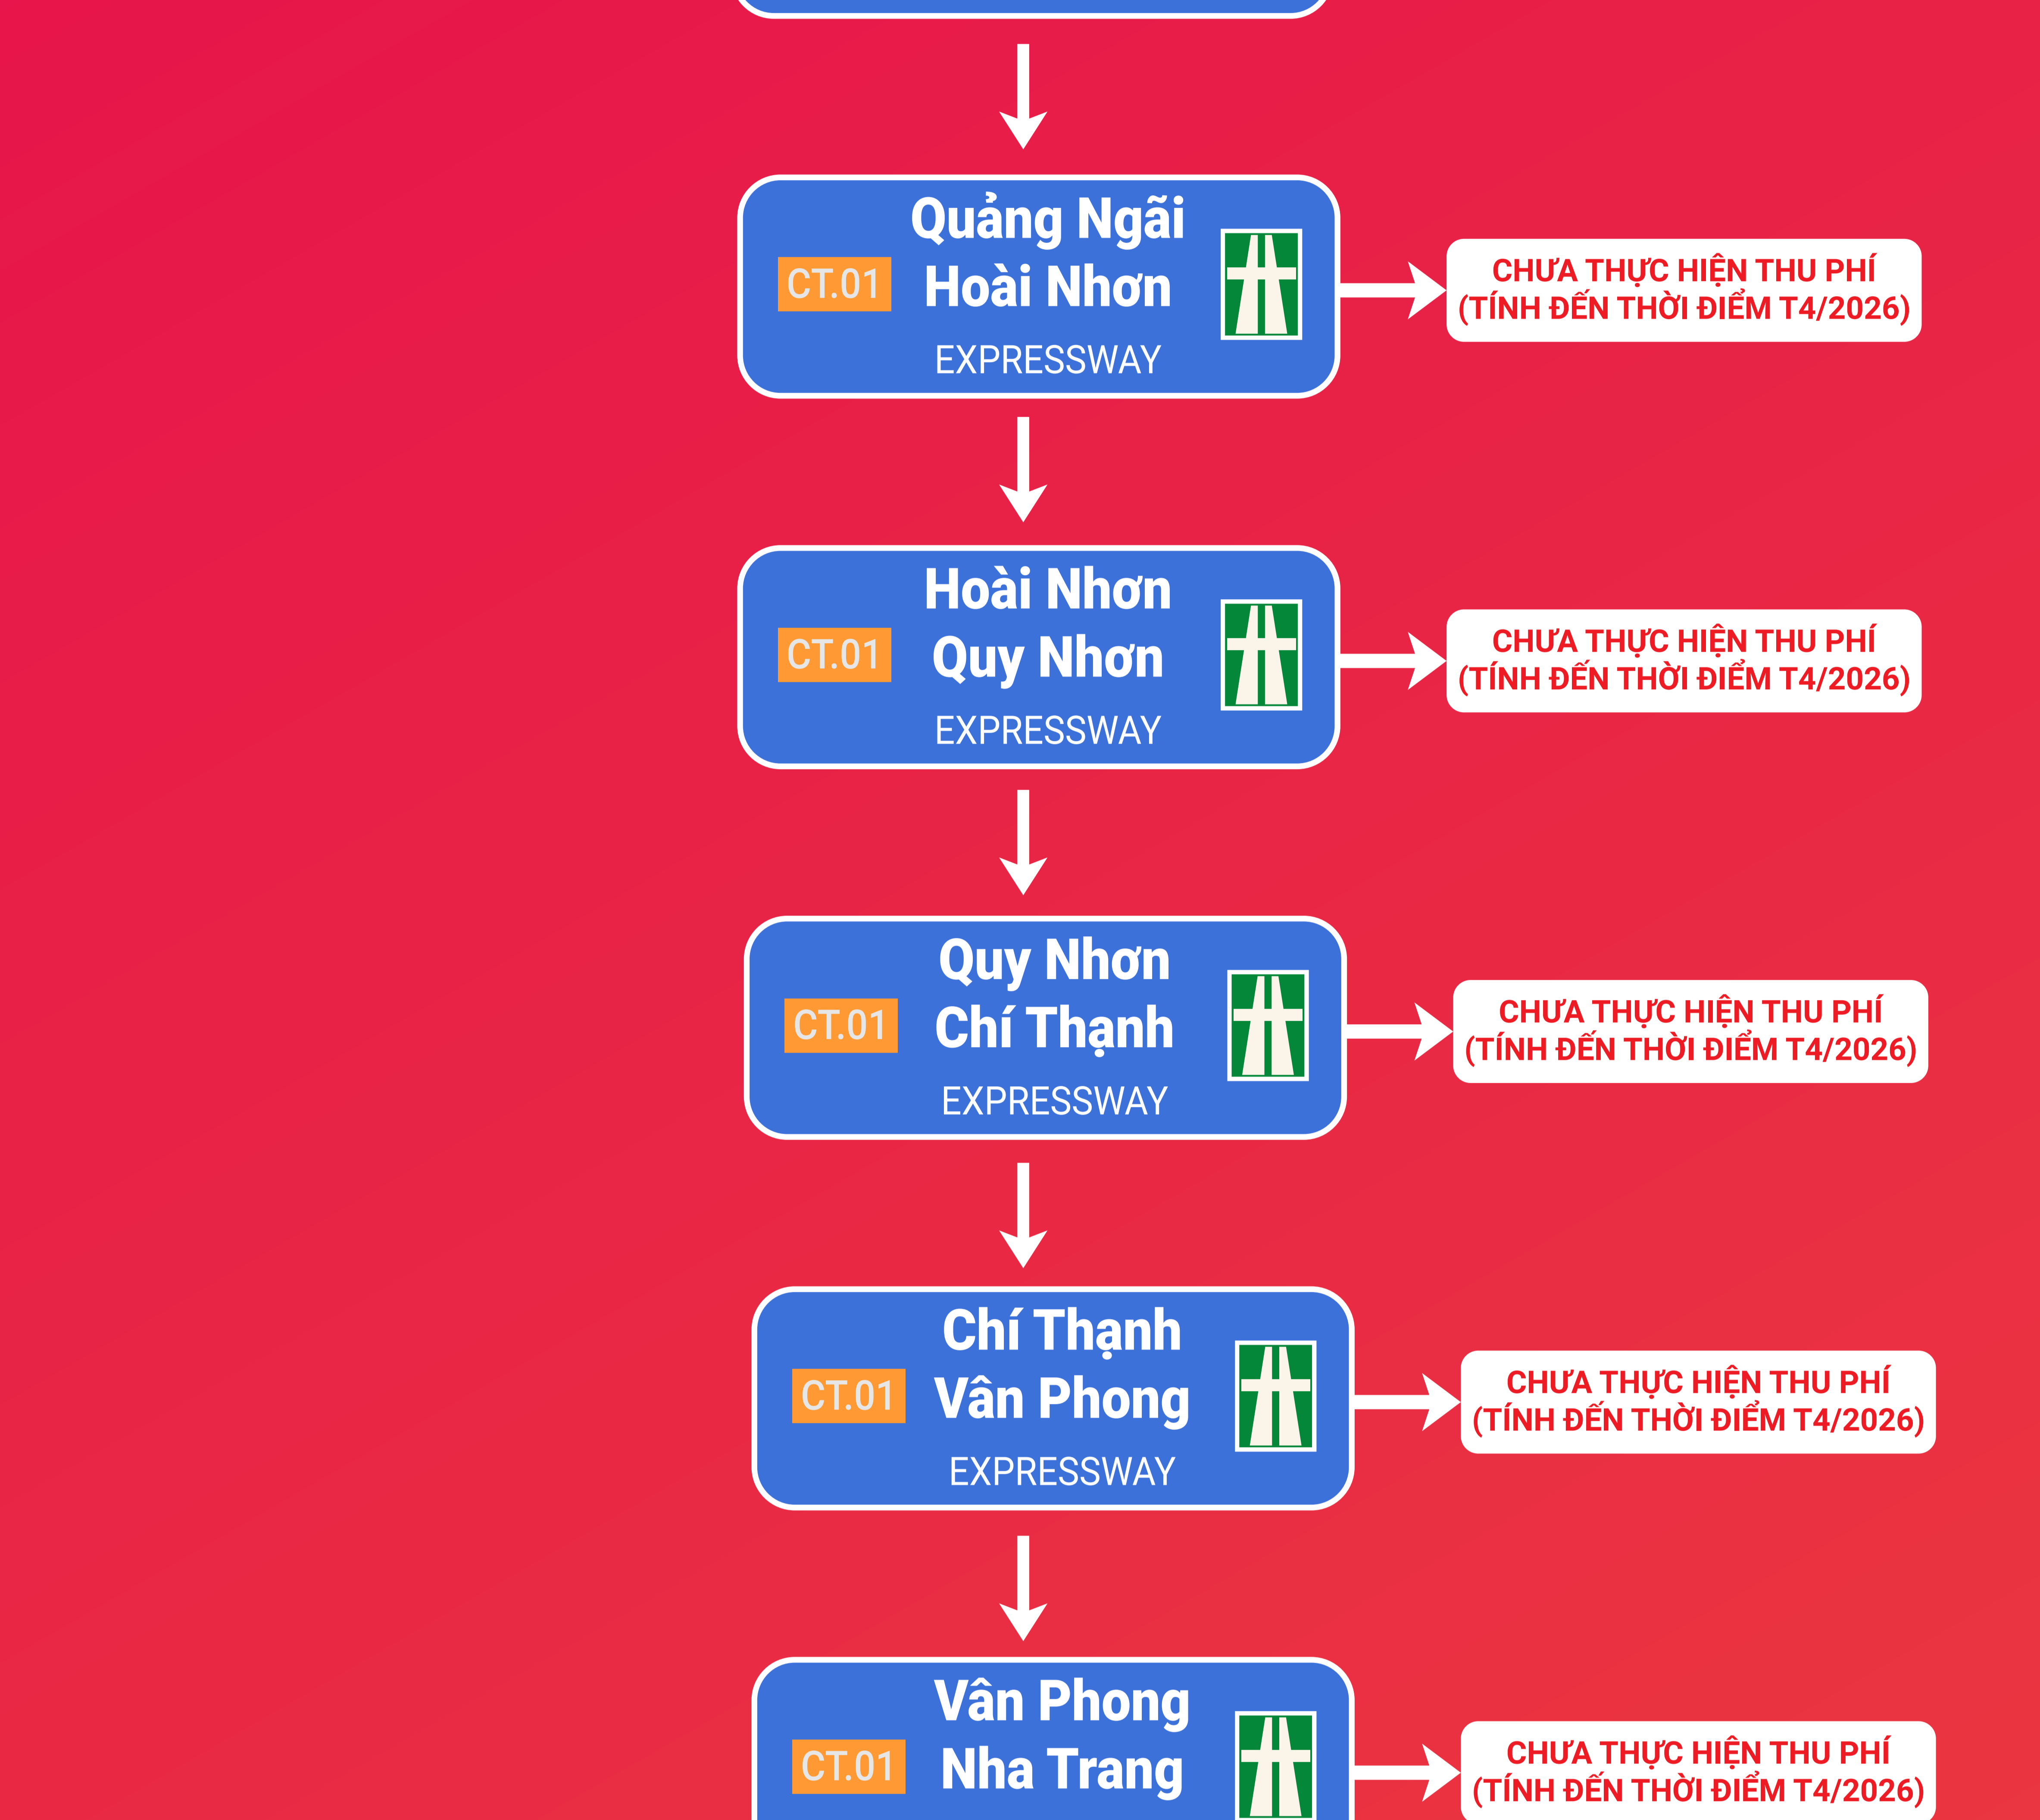 Quảng Ngãi
Hoài Nhơn
CT.01
EXPRESSWAY
CHƯA THỰC HIỆN THU PHÍ
(TÍNH ĐẾN THỜI ĐIỂM T4/2026)
Hoài Nhơn
Quy Nhơn
CT.01
EXPRESSWAY
CHƯA THỰC HIỆN THU PHÍ
(TÍNH ĐẾN THỜI ĐIỂM T4/2026)
Quy Nhơn
Chí Thạnh
CT.01
EXPRESSWAY
CHƯA THỰC HIỆN THU PHÍ
(TÍNH ĐẾN THỜI ĐIỂM T4/2026)
Chí Thạnh
Vân Phong
CT.01
EXPRESSWAY
CHƯA THỰC HIỆN THU PHÍ
(TÍNH ĐẾN THỜI ĐIỂM T4/2026)
Vân Phong
Nha Trang
CT.01
CHƯA THỰC HIỆN THU PHÍ
(TÍNH ĐẾN THỜI ĐIỂM T4/2026)